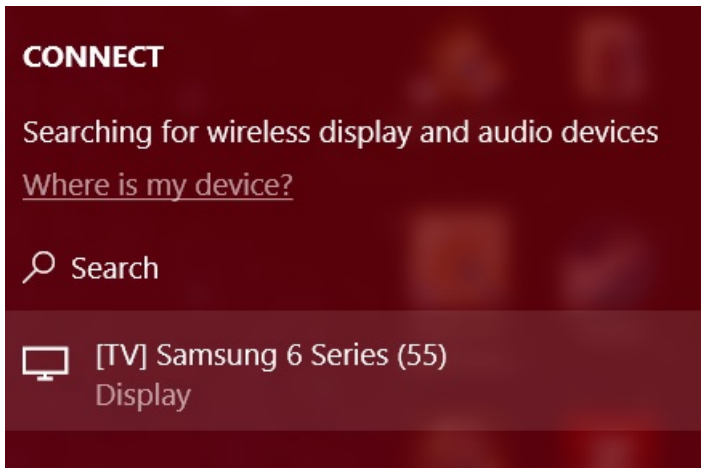 CONNECT
Searching for wireless display and audio devices
Where is my device?
Search
[TV] Samsung 6 Series (55)
Display